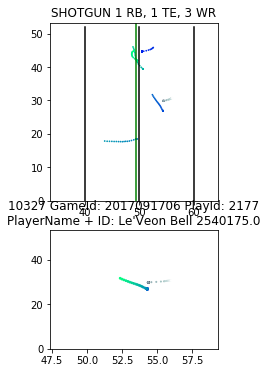 SHOTGUN 1 RB, 1 TE, 3 WR
50
40
30
20
10
0
40 50 60
10327 GameId: 2017091706 PlayId: 2177
PlayerName + ID: Le'Veon Bell 2540175.0
40
20
0
47.5 50.0 52.5 55.0 57.5